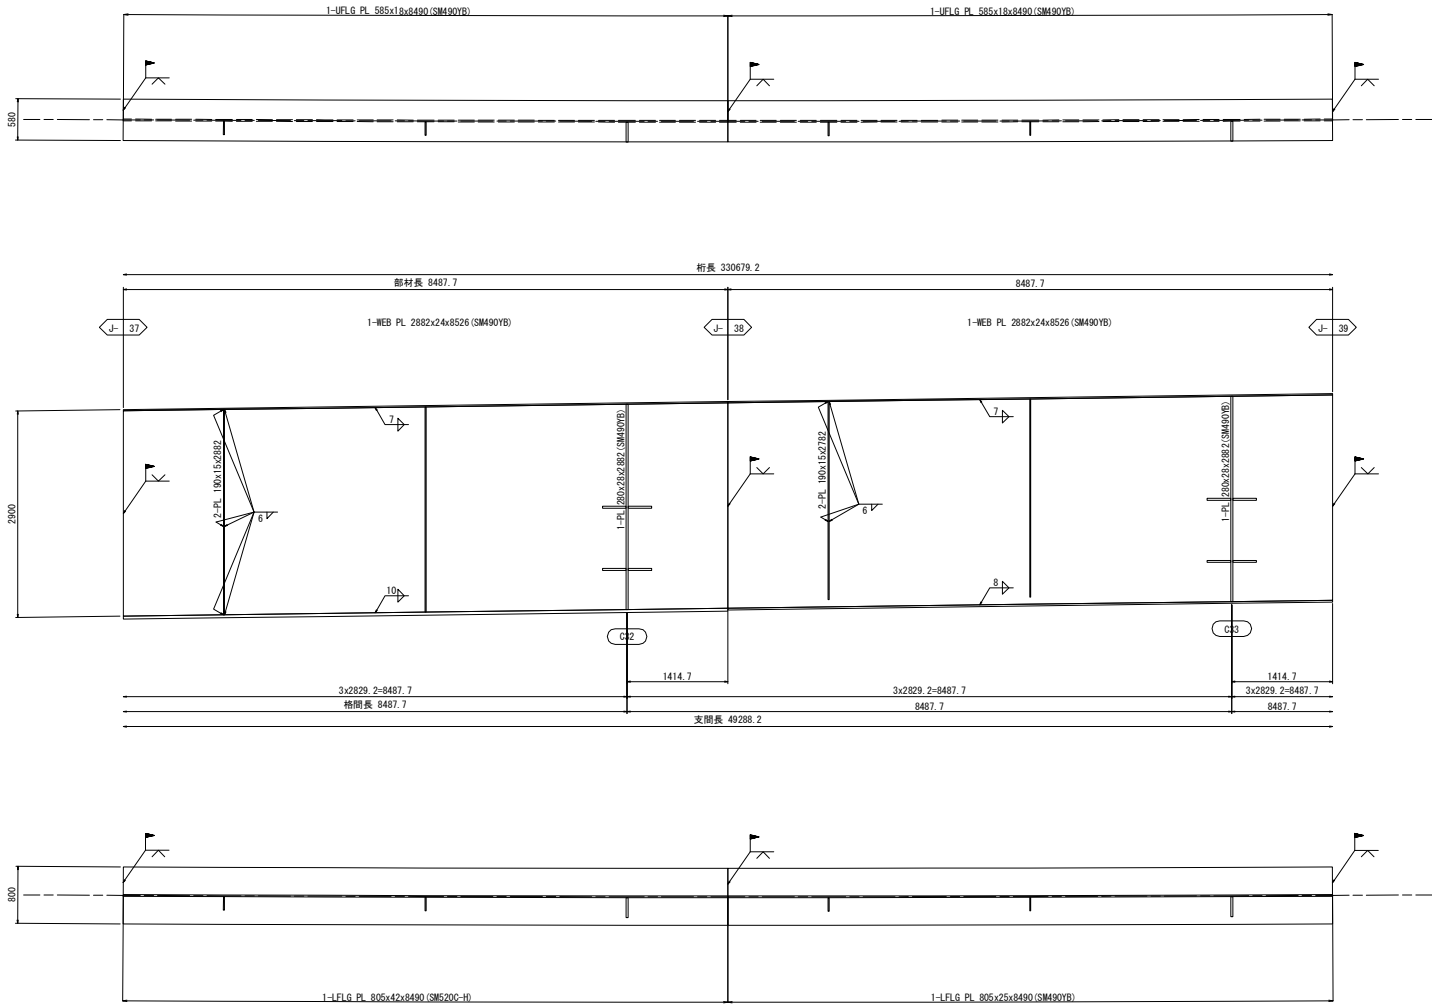 1-UFLG PL 585x18x8490(SM490YB)
1-UFLG PL 585x18x8490(SM490YB)
580
桁長 330679.2
部材長 8487.7
8487.7
1-WEB PL 2882x24x8526(SM490YB)
1-WEB PL 2882x24x8526(SM490YB)
J- 37
J- 38
J- 39
2900
2-PL 190x15x2882
6
7
10
1-PL 280x28x2882(SM490YB)
2-PL 190x15x2782
6
7
8
1-PL 280x28x2882(SM490YB)
C32
C33
1414.7
1414.7
3x2829.2=8487.7
3x2829.2=8487.7
3x2829.2=8487.7
格間長 8487.7
8487.7
8487.7
支間長 49288.2
800
1-LFLG PL 805x42x8490(SM520C-H)
1-LFLG PL 805x25x8490(SM490YB)